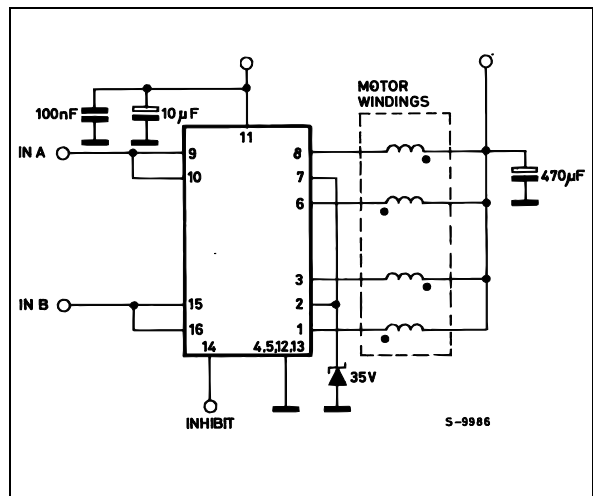 MOTOR
WINDINGS
100nF
10µF
11
IN A
9
10
8
7
6
470µF
3
IN B
15
2
16
1
14
4,5,12,13
35V
INHIBIT
S-9986